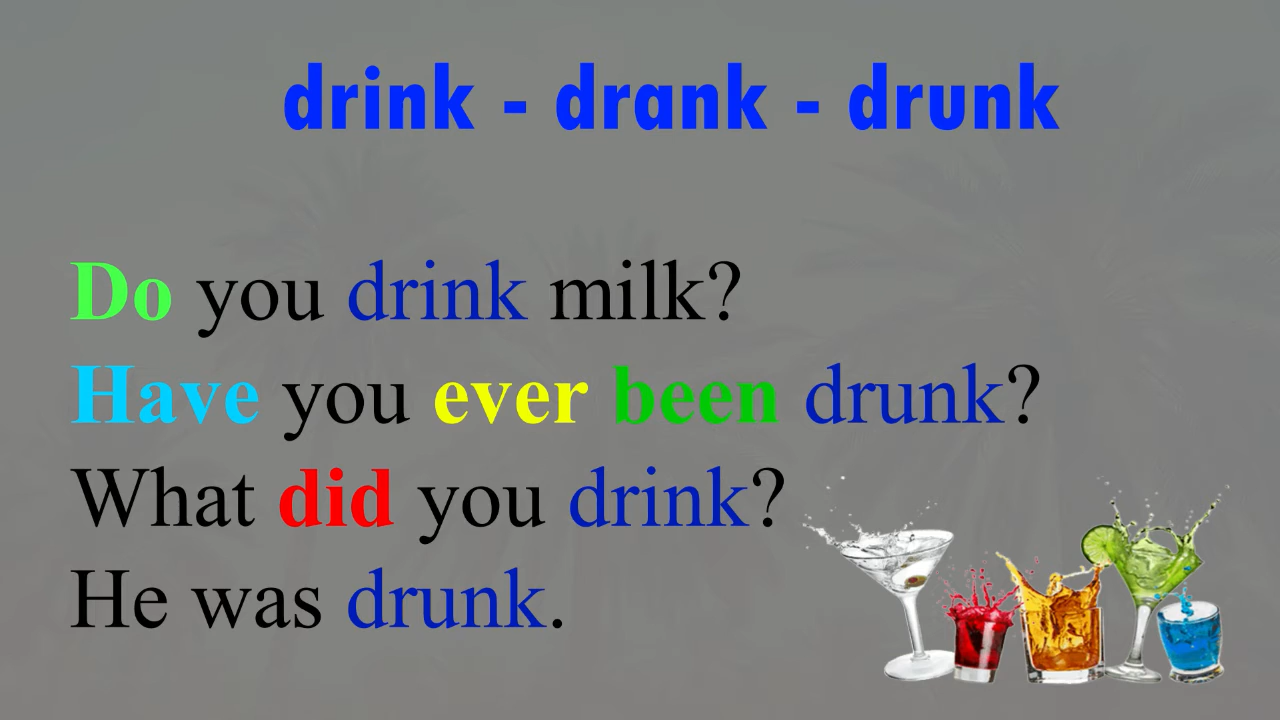 drink - drank - drunk
Do you drink milk?
Have you ever been drunk?
What did you drink?
He was drunk.